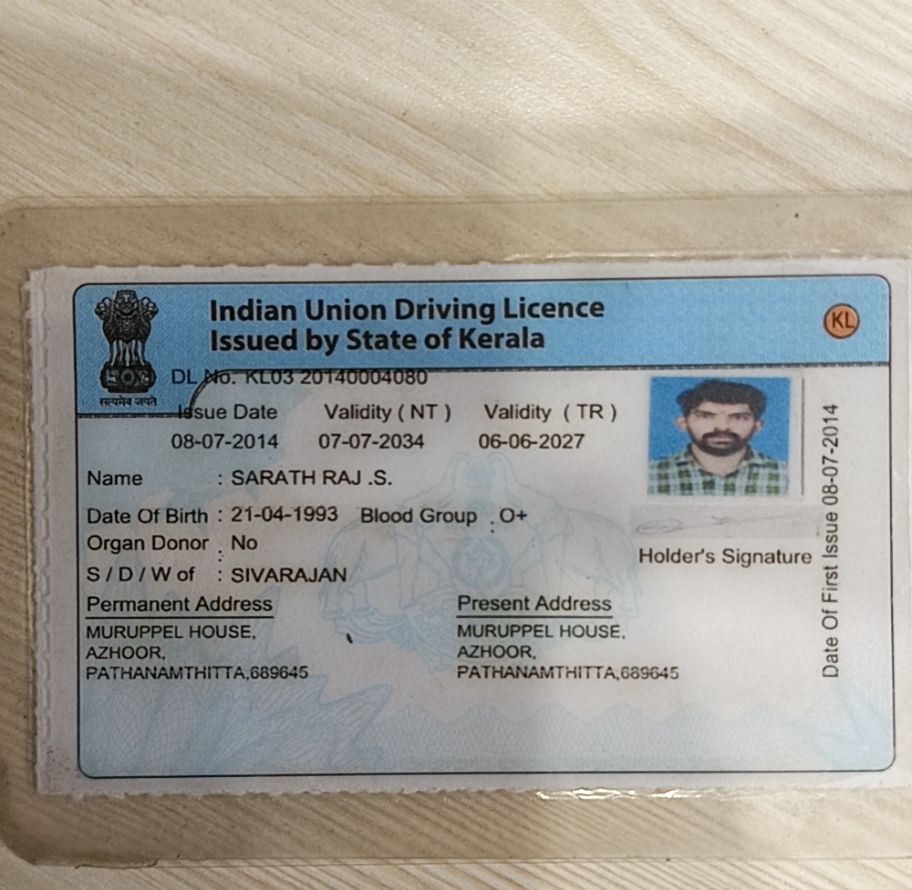 Indian Union Driving Licence
Issued by State of Kerala
KL
सत्यमेव जयते
DL No. KL03 20140004080
Issue Date Validity ( NT ) Validity ( TR )
08-07-2014 07-07-2034 06-06-2027
Name : SARATH RAJ .S.
Date Of Birth : 21-04-1993 Blood Group : O+
Organ Donor : No
S / D / W of : SIVARAJAN
Holder's Signature
Date Of First Issue 08-07-2014
Permanent Address Present Address
MURUPPEL HOUSE, MURUPPEL HOUSE,
AZHOOR, AZHOOR,
PATHANAMTHITTA,689645 PATHANAMTHITTA,689645